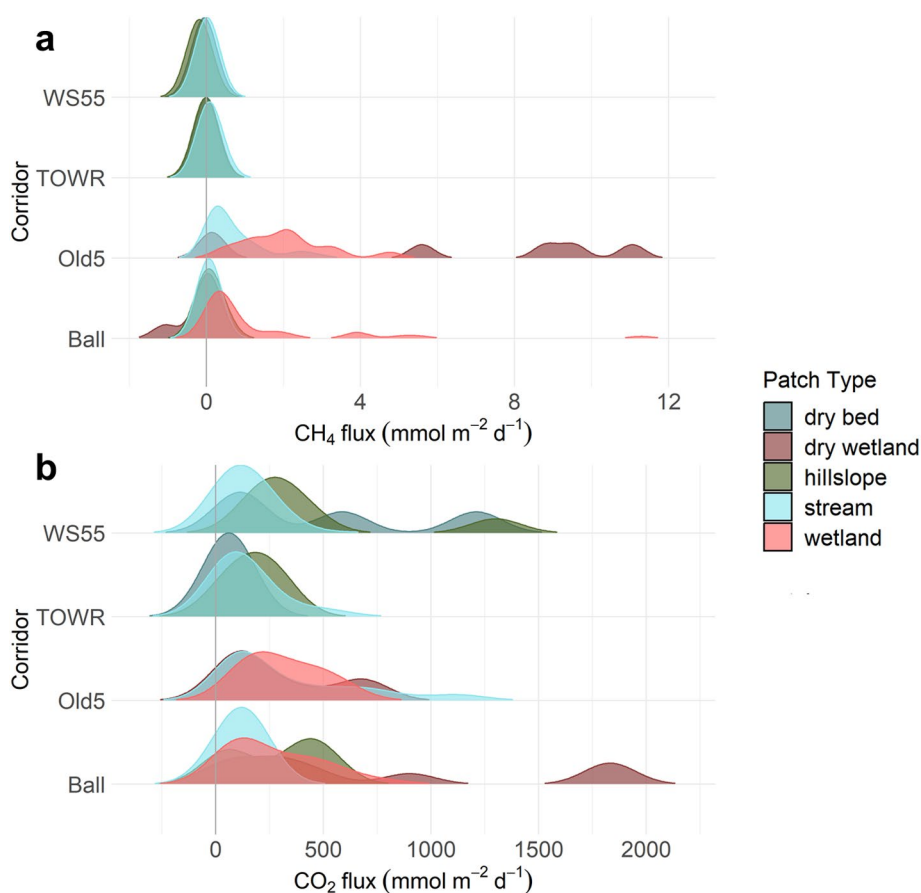 a
WS55
TOWR
Old5
Ball
Corridor
0 4 8 12
CH₄ flux (mmol m⁻² d⁻¹)
Patch Type
dry bed
dry wetland
hillslope
stream
wetland
b
WS55
TOWR
Old5
Ball
Corridor
0 500 1000 1500 2000
CO₂ flux (mmol m⁻² d⁻¹)